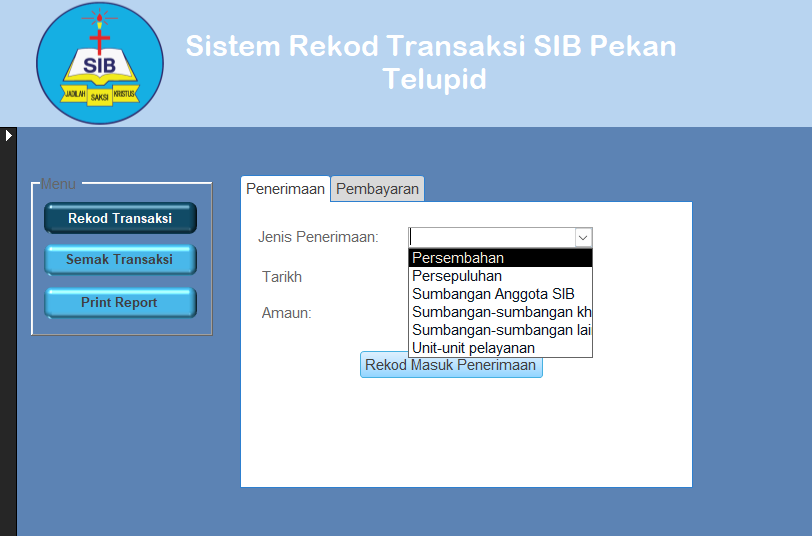 SIB
JADILAH SAKSI KRISTUS
Sistem Rekod Transaksi SIB Pekan
Telupid
Menu
Rekod Transaksi
Semak Transaksi
Print Report
Penerimaan Pembayaran
Jenis Penerimaan:
Persembahan
Persepuluhan
Sumbangan Anggota SIB
Sumbangan-sumbangan kh
Sumbangan-sumbangan lai
Unit-unit pelayanan
Tarikh
Amaun:
Rekod Masuk Penerimaan